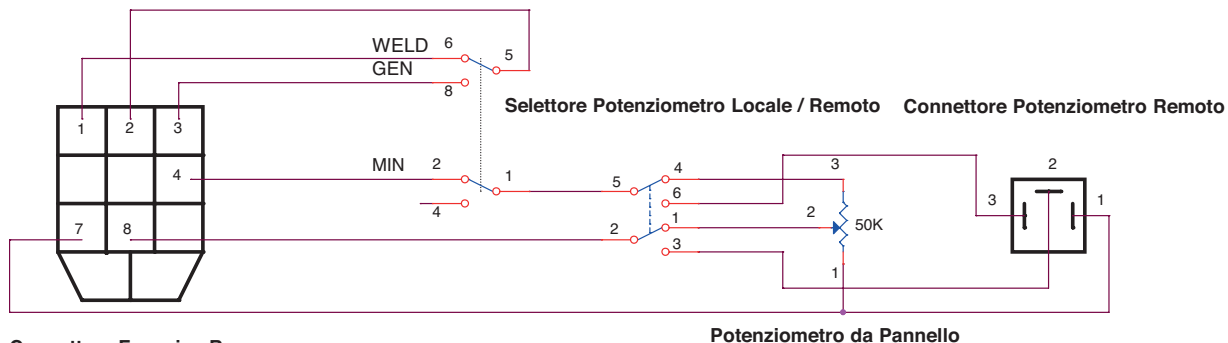 WELD 6 5
GEN
8
Selettore Potenziometro Locale / Remoto Connettore Potenziometro Remoto
1 2 3
4 MIN 2 1 5 4 3 2
6 3 1
4
7 8 2 1 2 50K
3
1
Potenziometro da Pannello